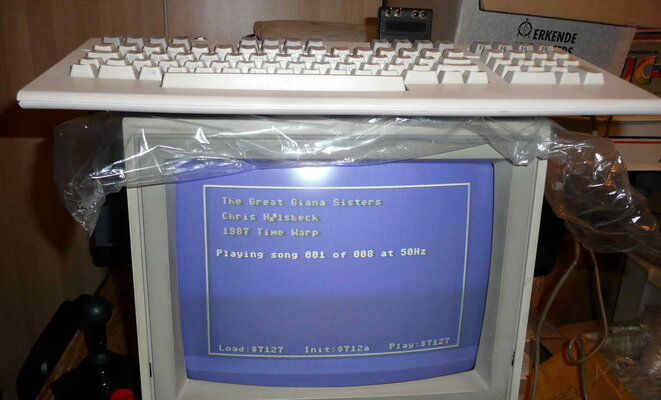 ERKENDE
The Great Giana Sisters
Chris H lsbeck
1987 Time Warp
Playing song 001 of 008 at 50Hz
Load:$7127 Init:$712a Play:$7127